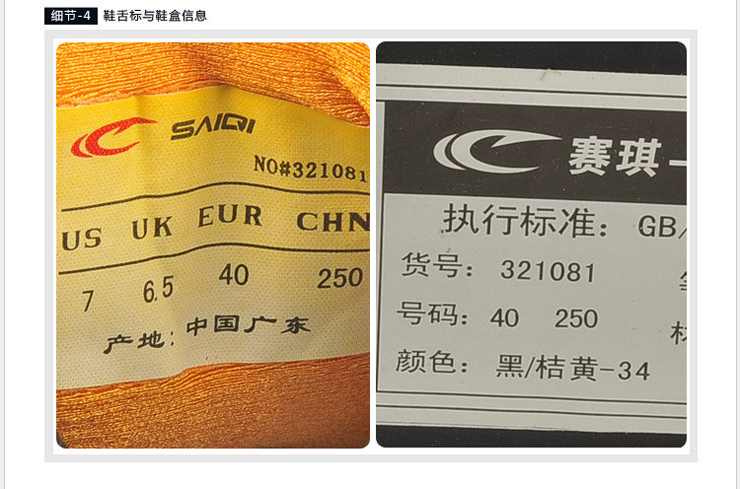 细节-4 鞋舌标与鞋盒信息
SAIQI
NO#321081
US UK EUR CHN
7 6.5 40 250
产地:中国广东
赛琪
执行标准: GB/
货号: 321081
号码: 40 250
颜色: 黑/桔黄-34